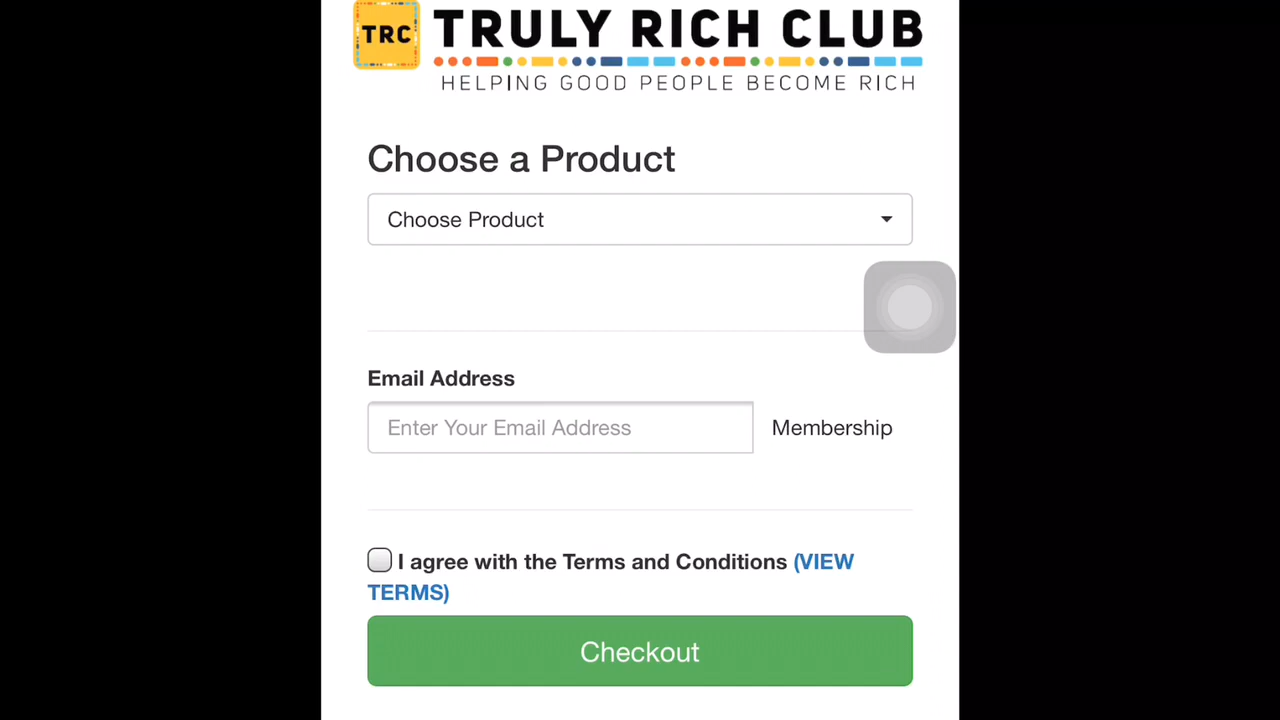 TRC
TRULY RICH CLUB
HELPING GOOD PEOPLE BECOME RICH
Choose a Product
Choose Product
Email Address
Enter Your Email Address
Membership
I agree with the Terms and Conditions (VIEW
TERMS)
Checkout